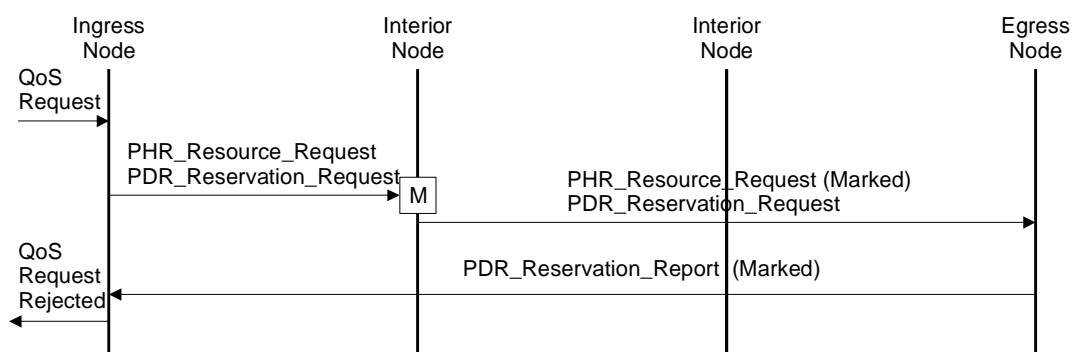 Ingress
Node
Interior
Node
Interior
Node
Egress
Node
QoS
Request
PHR_Resource_Request
PDR_Reservation_Request
M
PHR_Resource_Request (Marked)
PDR_Reservation_Request
QoS
Request
Rejected
PDR_Reservation_Report (Marked)